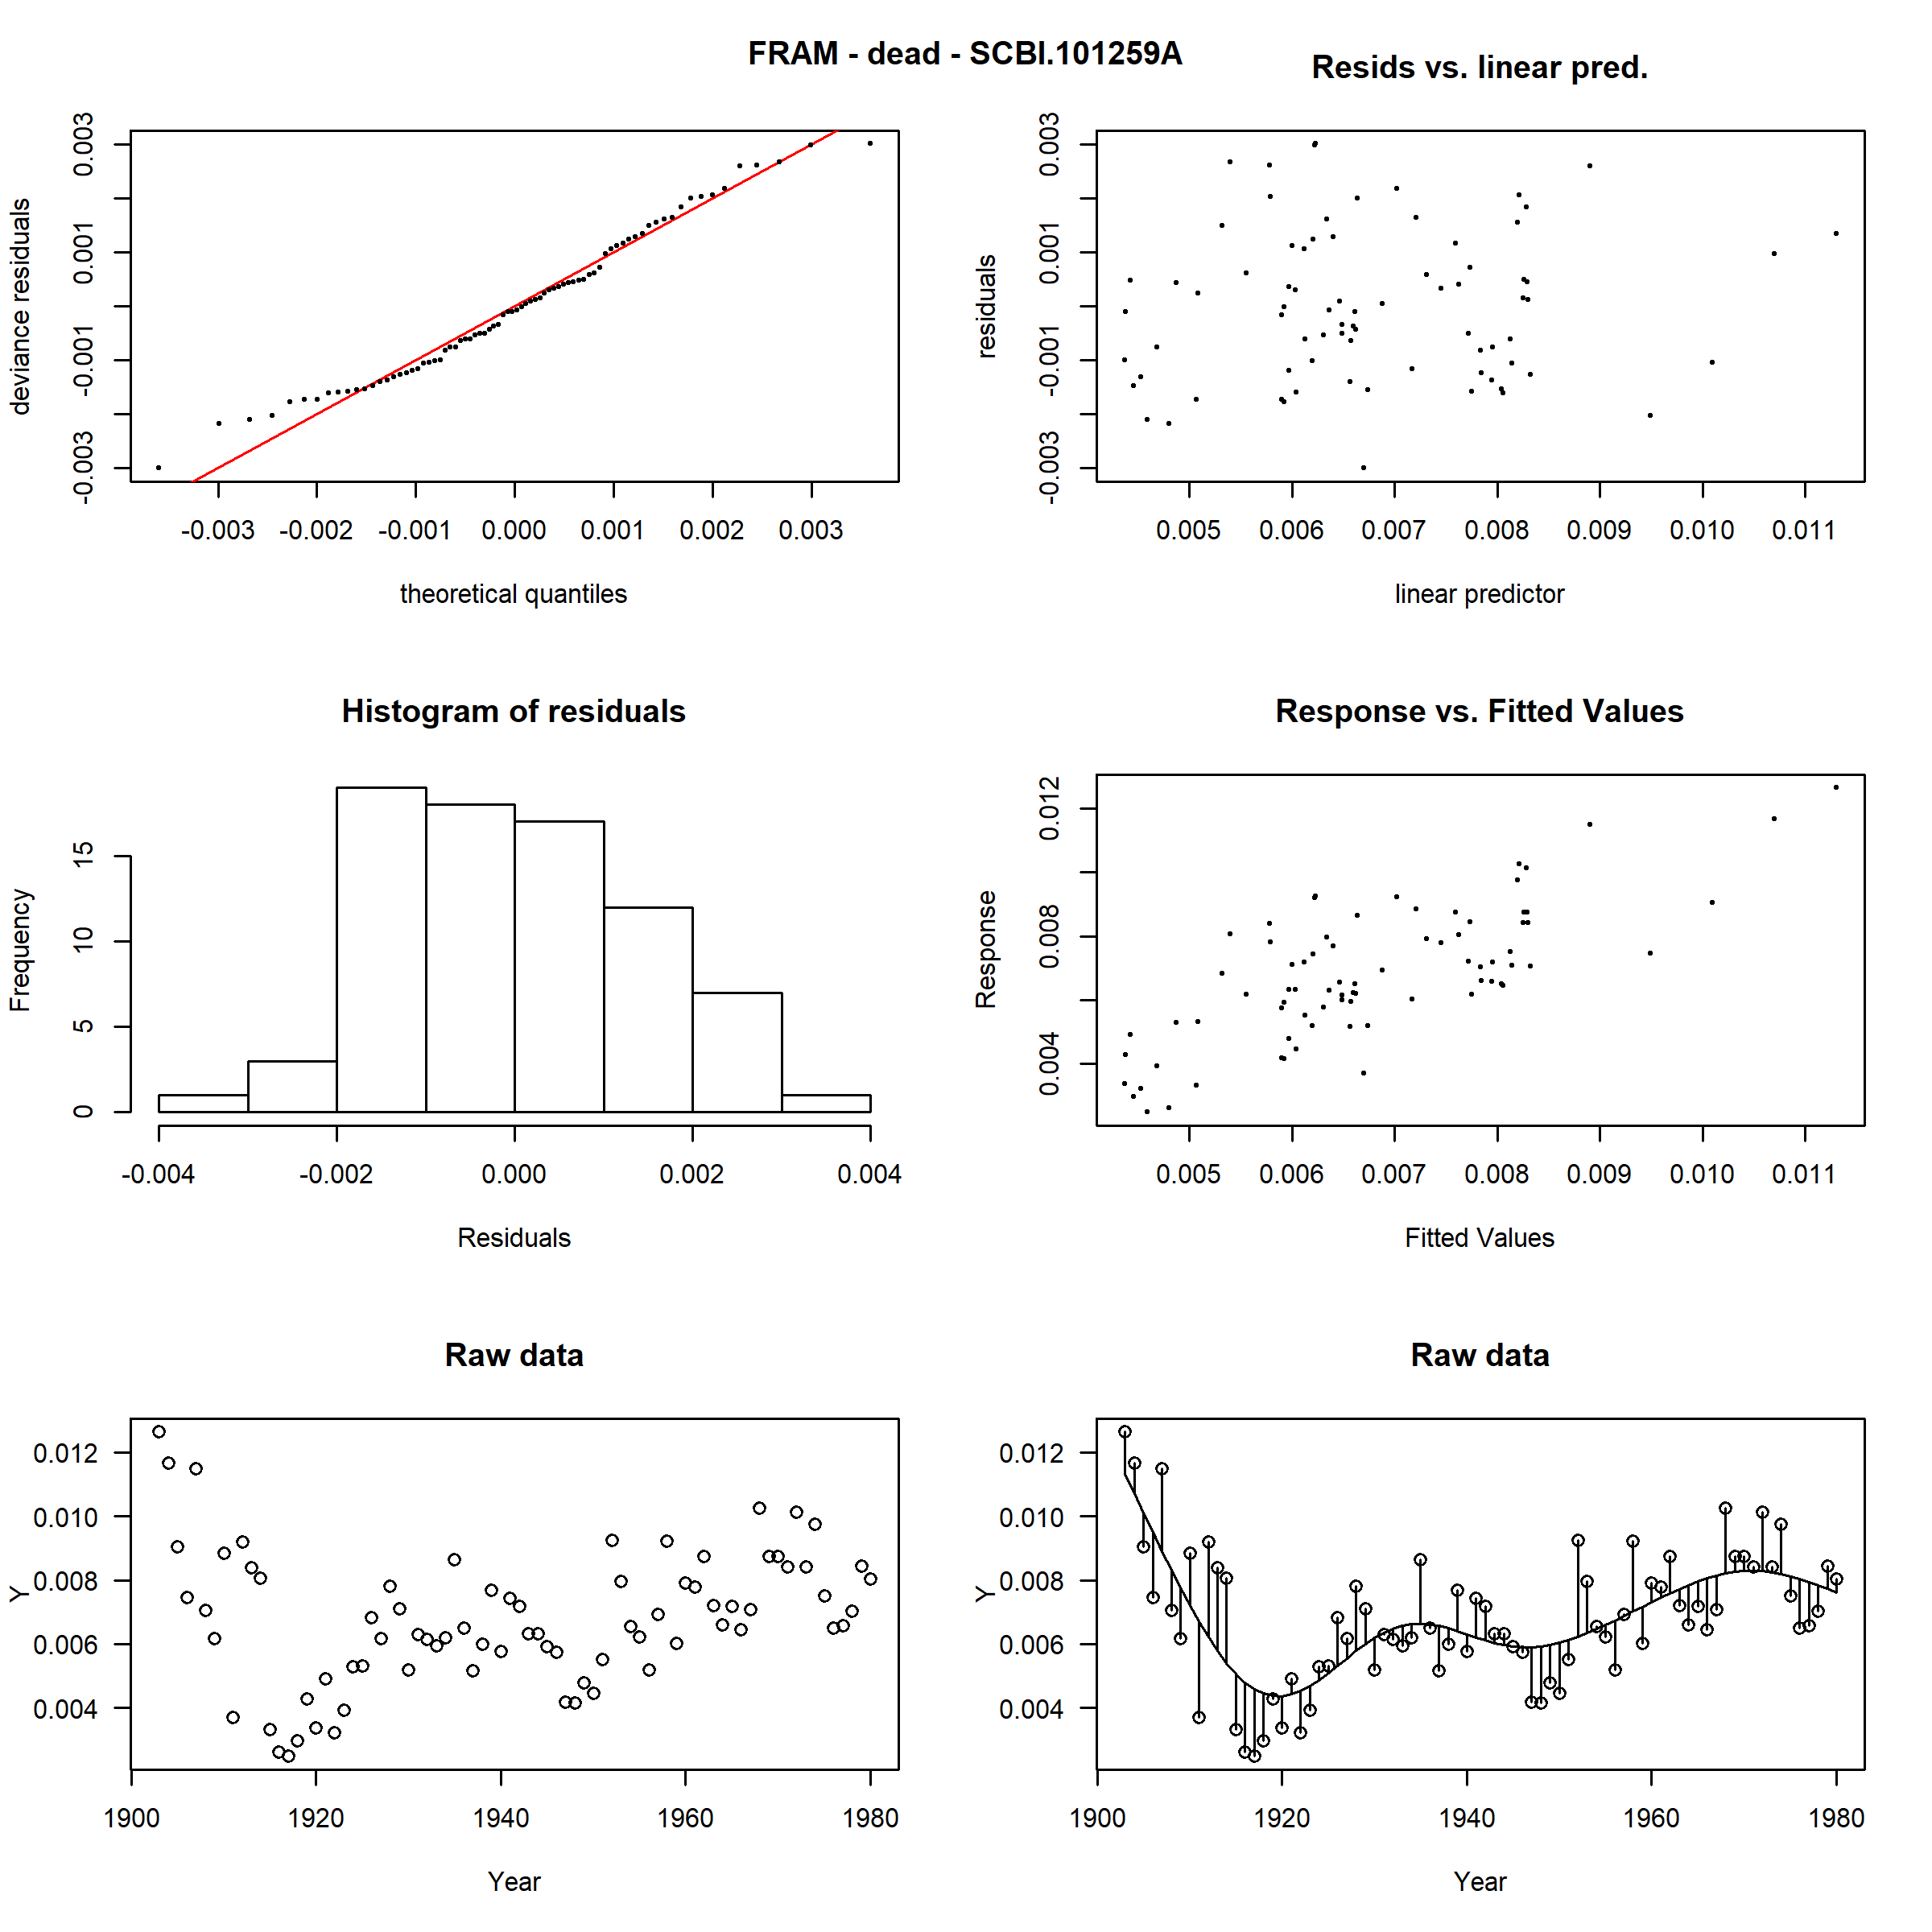 FRAM - dead - SCBI.101259A
Resids vs. linear pred.
deviance residuals
0.003
0.001
-0.001
-0.003
-0.003 -0.002 -0.001 0.000 0.001 0.002 0.003
theoretical quantiles
residuals
0.003
0.001
-0.001
-0.003
0.005 0.006 0.007 0.008 0.009 0.010 0.011
linear predictor
Histogram of residuals
Frequency
15
10
5
0
-0.004 -0.002 0.000 0.002 0.004
Residuals
Response vs. Fitted Values
Response
0.012
0.008
0.004
0.005 0.006 0.007 0.008 0.009 0.010 0.011
Fitted Values
Raw data
Y
0.012
0.010
0.008
0.006
0.004
1900 1920 1940 1960 1980
Year
Raw data
Y
0.012
0.010
0.008
0.006
0.004
1900 1920 1940 1960 1980
Year